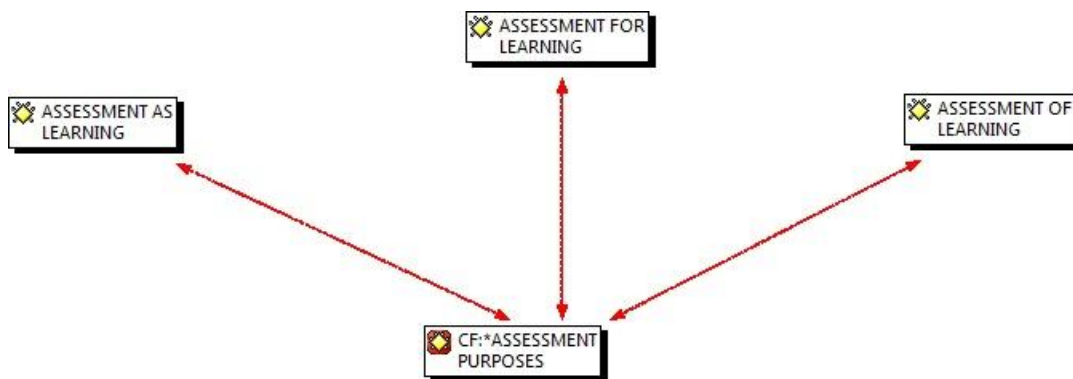 ASSESSMENT FOR
LEARNING
ASSESSMENT AS
LEARNING
ASSESSMENT OF
LEARNING
CF:*ASSESSMENT
PURPOSES